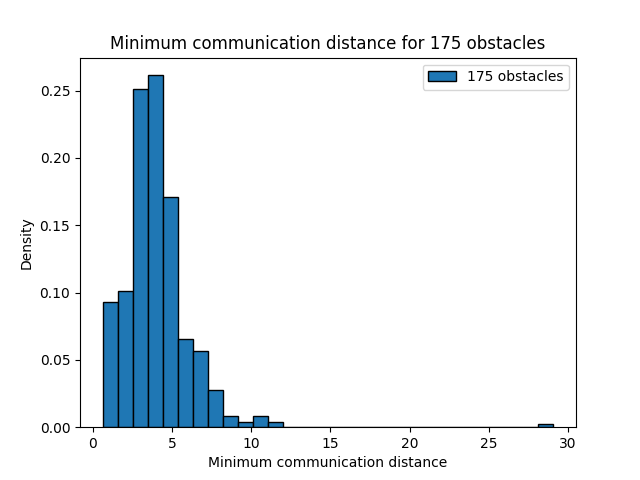 Minimum communication distance for 175 obstacles
175 obstacles
0.25
0.20
0.15
0.10
0.05
0.00
Density
0 5 10 15 20 25 30
Minimum communication distance